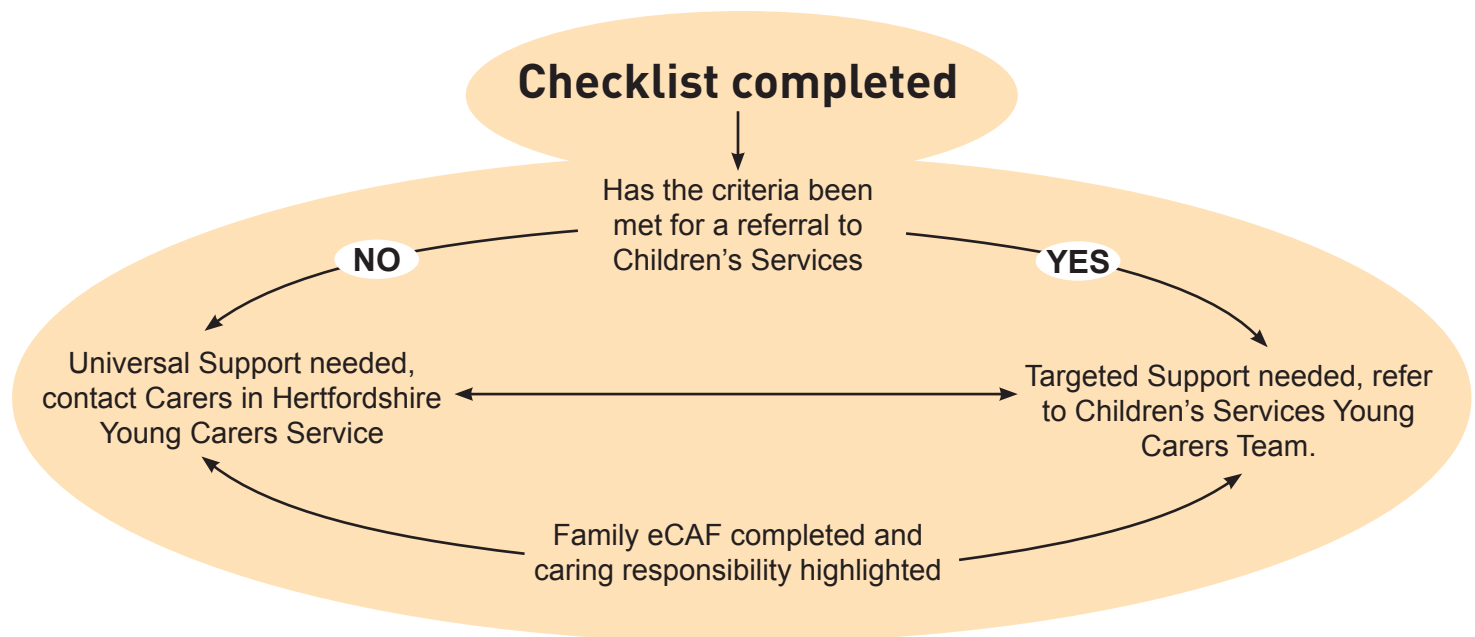 Checklist completed
Has the criteria been
met for a referral to
Children's Services
NO
YES
Universal Support needed,
contact Carers in Hertfordshire
Young Carers Service
Targeted Support needed, refer
to Children's Services Young
Carers Team.
Family eCAF completed and
caring responsibility highlighted